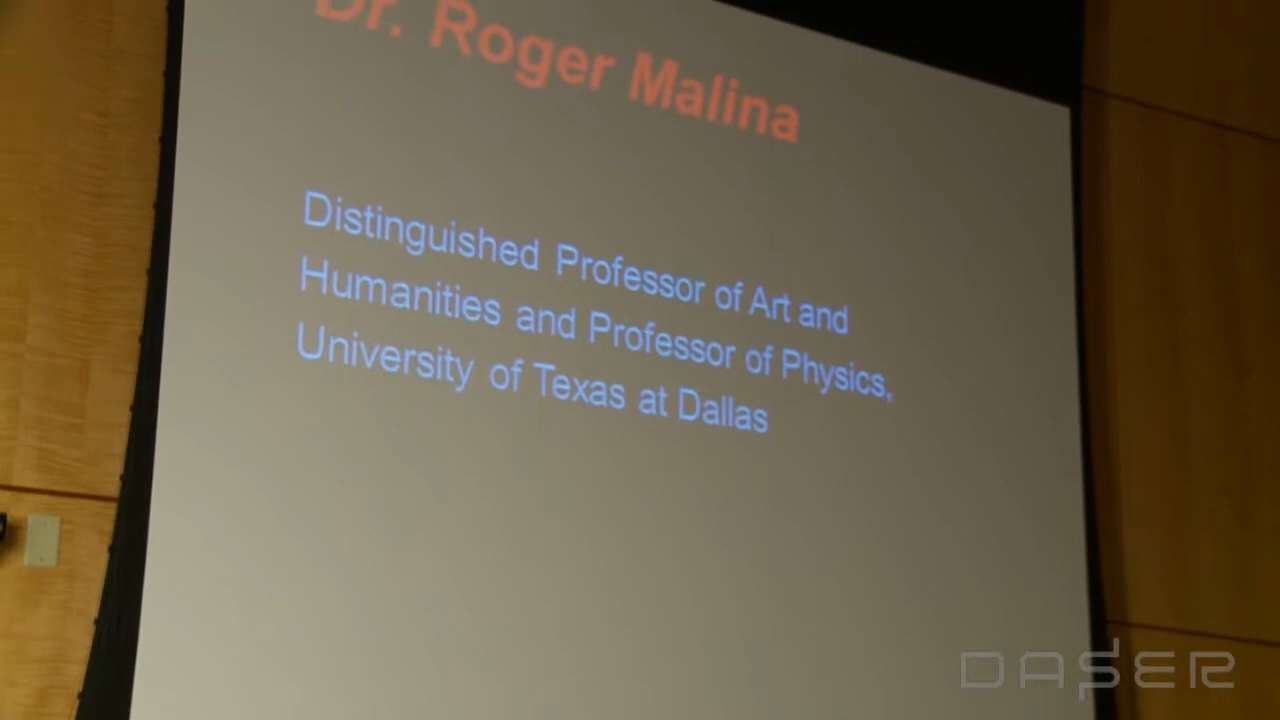 Dr. Roger Malina
Distinguished Professor of Art and
Humanities and Professor of Physics,
University of Texas at Dallas
DASER